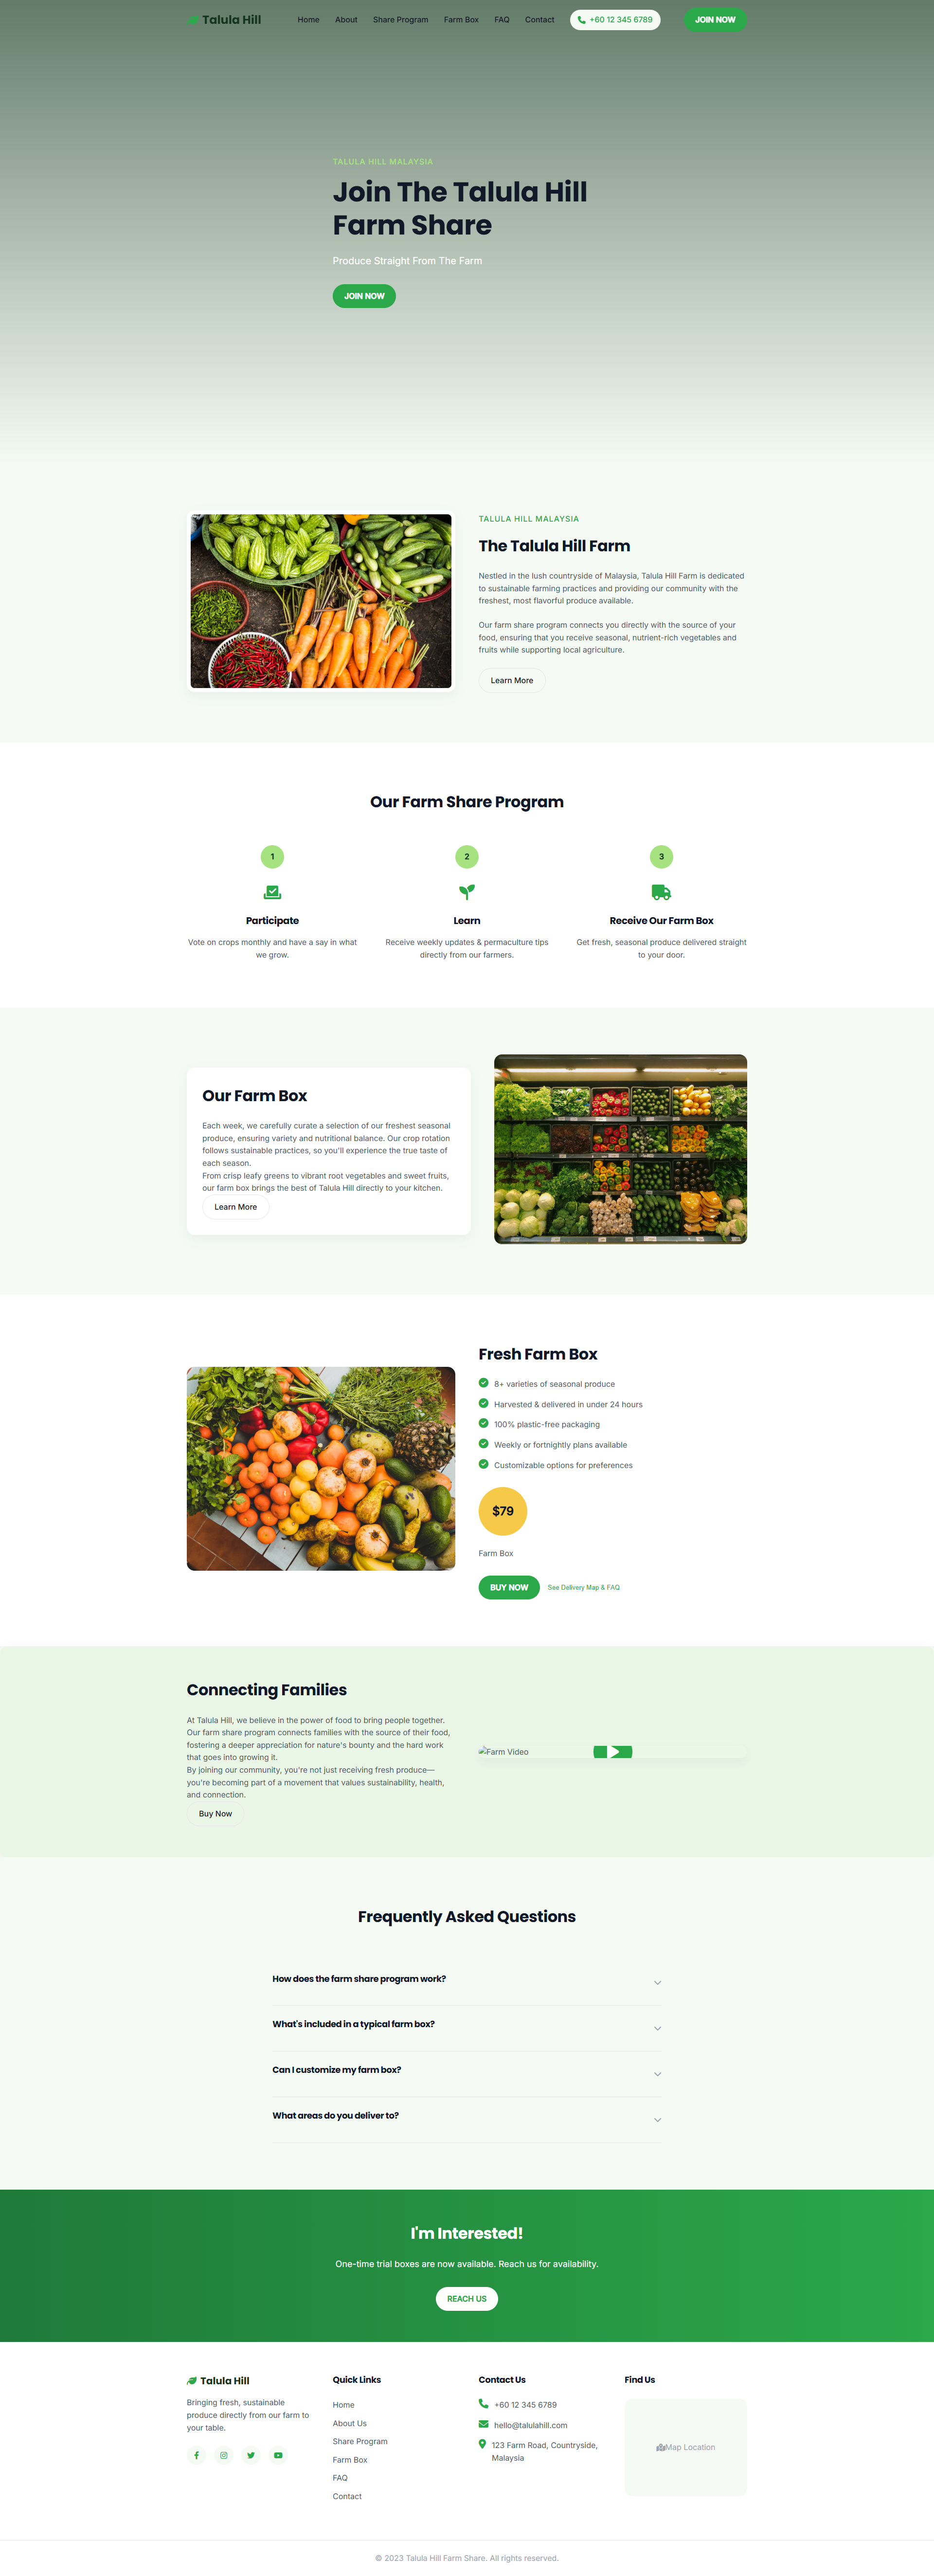 Talula Hill
Home
About
Share Program
Farm Box
FAQ
Contact
+60 12 345 6789
JOIN NOW
TALULA HILL MALAYSIA
Join The Talula Hill
Farm Share
Produce Straight From The Farm
JOIN NOW
TALULA HILL MALAYSIA
The Talula Hill Farm
Nestled in the lush countryside of Malaysia, Talula Hill Farm is dedicated
to sustainable farming practices and providing our community with the
freshest, most flavorful produce available.
Our farm share program connects you directly with the source of your
food, ensuring that you receive seasonal, nutrient-rich vegetables and
fruits while supporting local agriculture.
Learn More
Our Farm Share Program
1
Participate
Vote on crops monthly and have a say in what
we grow.
2
Learn
Receive weekly updates & permaculture tips
directly from our farmers.
3
Receive Our Farm Box
Get fresh, seasonal produce delivered straight
to your door.
Our Farm Box
Each week, we carefully curate a selection of our freshest seasonal
produce, ensuring variety and nutritional balance. Our crop rotation
follows sustainable practices, so you'll experience the true taste of
each season.
From crisp leafy greens to vibrant root vegetables and sweet fruits,
our farm box brings the best of Talula Hill directly to your kitchen.
Learn More
Fresh Farm Box
8+ varieties of seasonal produce
Harvested & delivered in under 24 hours
100% plastic-free packaging
Weekly or fortnightly plans available
Customizable options for preferences
$79
Farm Box
BUY NOW
See Delivery Map & FAQ
Connecting Families
At Talula Hill, we believe in the power of food to bring people together.
Our farm share program connects families with the source of their food,
fostering a deeper appreciation for nature's bounty and the hard work
that goes into growing it.
By joining our community, you're not just receiving fresh produce—
you're becoming part of a movement that values sustainability, health,
and connection.
Buy Now
Farm Video
Frequently Asked Questions
How does the farm share program work?
What's included in a typical farm box?
Can I customize my farm box?
What areas do you deliver to?
I'm Interested!
One-time trial boxes are now available. Reach us for availability.
REACH US
Talula Hill
Bringing fresh, sustainable
produce directly from our farm to
your table.
Quick Links
Home
About Us
Share Program
Farm Box
FAQ
Contact
Contact Us
+60 12 345 6789
hello@talulahill.com
123 Farm Road, Countryside,
Malaysia
Find Us
Map Location
© 2023 Talula Hill Farm Share. All rights reserved.